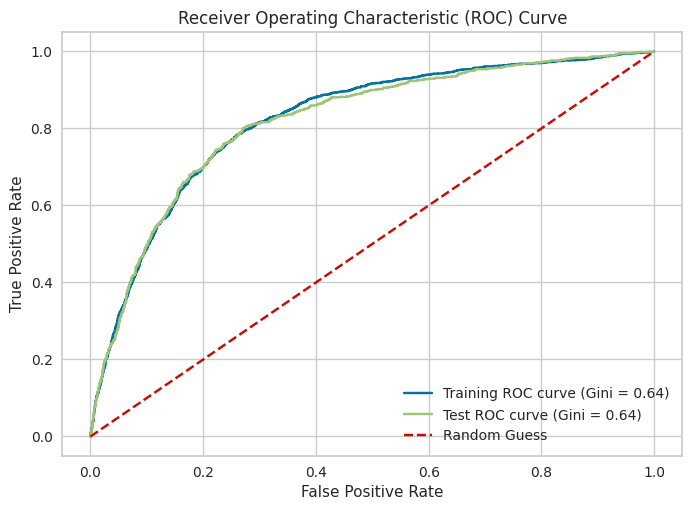 Receiver Operating Characteristic (ROC) Curve
1.0
0.8
0.6
0.4
0.2
0.0
True Positive Rate
Training ROC curve (Gini = 0.64)
Test ROC curve (Gini = 0.64)
Random Guess
0.0 0.2 0.4 0.6 0.8 1.0
False Positive Rate